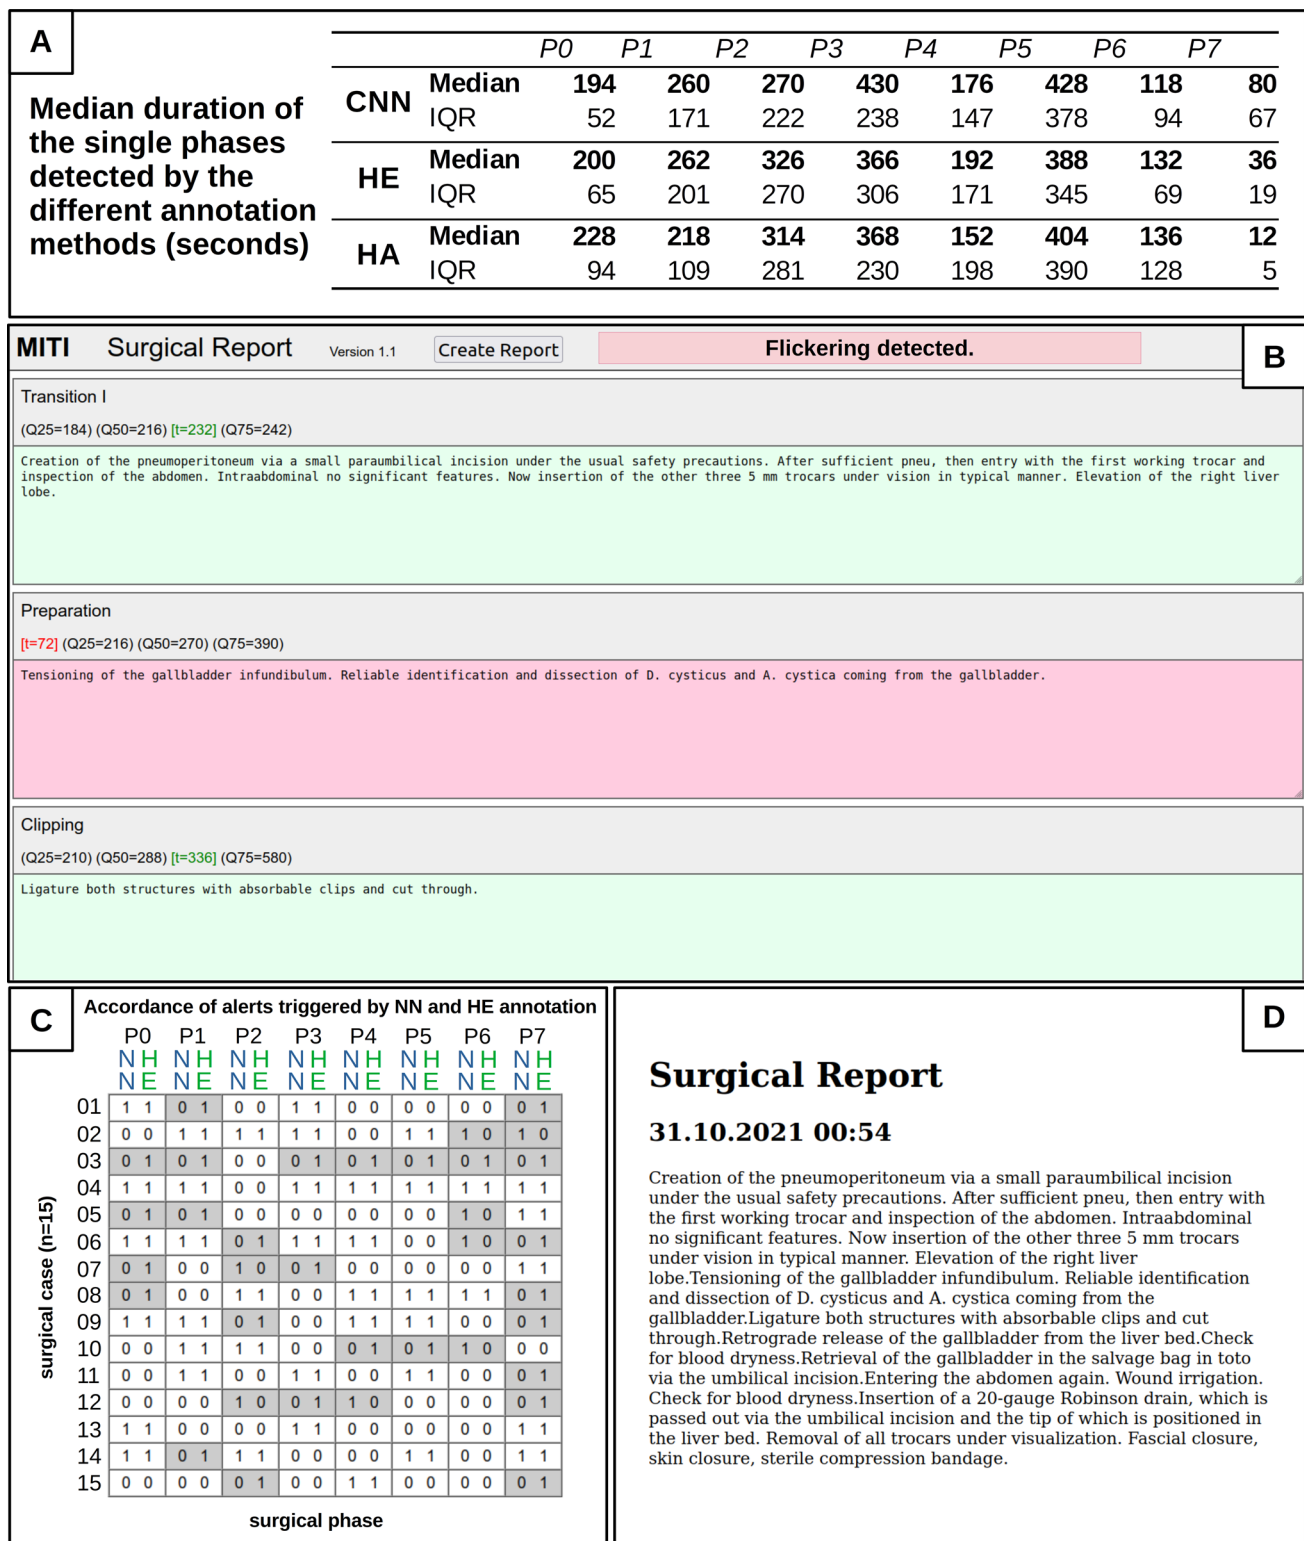 A
Median duration of
the single phases
detected by the
different annotation
methods (seconds)
P0 P1 P2 P3 P4 P5 P6 P7
CNN
Median 194 260 270 430 176 428 118 80
IQR 52 171 222 238 147 378 94 67
HE
Median 200 262 326 366 192 388 132 36
IQR 65 201 270 306 171 345 69 19
HA
Median 228 218 314 368 152 404 136 12
IQR 94 109 281 230 198 390 128 5
MITI Surgical Report Version 1.1 Create Report Flickering detected.
B
Transition I
(Q25=184) (Q50=216) [t=232] (Q75=242)
Creation of the pneumoperitoneum via a small paraumbilical incision under the usual safety precautions. After sufficient pneu, then entry with the first working trocar and
inspection of the abdomen. Intraabdominal no significant features. Now insertion of the other three 5 mm trocars under vision in typical manner. Elevation of the right liver
lobe.
Preparation
[t=72] (Q25=216) (Q50=270) (Q75=390)
Tensioning of the gallbladder infundibulum. Reliable identification and dissection of D. cysticus and A. cystica coming from the gallbladder.
Clipping
(Q25=210) (Q50=288) [t=336] (Q75=580)
Ligature both structures with absorbable clips and cut through.
C
Accordance of alerts triggered by NN and HE annotation
P0 P1 P2 P3 P4 P5 P6 P7
N H N H N H N H N H N H N H N H
N E N E N E N E N E N E N E N E
01 1 1 0 1 0 0 1 1 0 0 0 0 0 0 0 1
02 0 0 1 1 1 1 1 1 0 0 1 1 1 0 1 0
03 0 1 0 1 0 0 0 1 0 1 0 1 0 1 0 1
04 1 1 1 1 0 0 1 1 1 1 1 1 1 1 1 1
05 0 1 0 1 0 0 0 0 0 0 0 0 1 0 1 1
06 1 1 1 1 0 1 1 1 1 1 0 0 1 0 0 1
07 0 1 0 0 1 0 0 1 0 0 0 0 0 0 1 1
08 0 1 0 0 1 1 0 0 1 1 1 1 1 1 0 1
09 1 1 1 1 0 1 0 0 1 1 1 1 0 0 0 1
10 0 0 1 1 1 1 0 0 0 1 0 1 1 0 0 0
11 0 0 1 1 0 0 1 1 0 0 1 1 0 0 0 1
12 0 0 0 0 1 0 0 1 1 0 0 0 0 0 0 1
13 1 1 0 0 0 0 1 1 0 0 0 0 0 0 1 1
14 1 1 0 1 1 1 0 0 0 0 1 1 0 0 1 1
15 0 0 0 0 0 1 0 0 1 1 0 0 0 0 0 1
surgical case (n=15)
surgical phase
D
Surgical Report
31.10.2021 00:54
Creation of the pneumoperitoneum via a small paraumbilical incision
under the usual safety precautions. After sufficient pneu, then entry with
the first working trocar and inspection of the abdomen. Intraabdominal
no significant features. Now insertion of the other three 5 mm trocars
under vision in typical manner. Elevation of the right liver
lobe.Tensioning of the gallbladder infundibulum. Reliable identification
and dissection of D. cysticus and A. cystica coming from the
gallbladder.Ligature both structures with absorbable clips and cut
through.Retrograde release of the gallbladder from the liver bed.Check
for blood dryness.Retrieval of the gallbladder in the salvage bag in toto
via the umbilical incision.Entering the abdomen again. Wound irrigation.
Check for blood dryness.Insertion of a 20-gauge Robinson drain, which is
passed out via the umbilical incision and the tip of which is positioned in
the liver bed. Removal of all trocars under visualization. Fascial closure,
skin closure, sterile compression bandage.